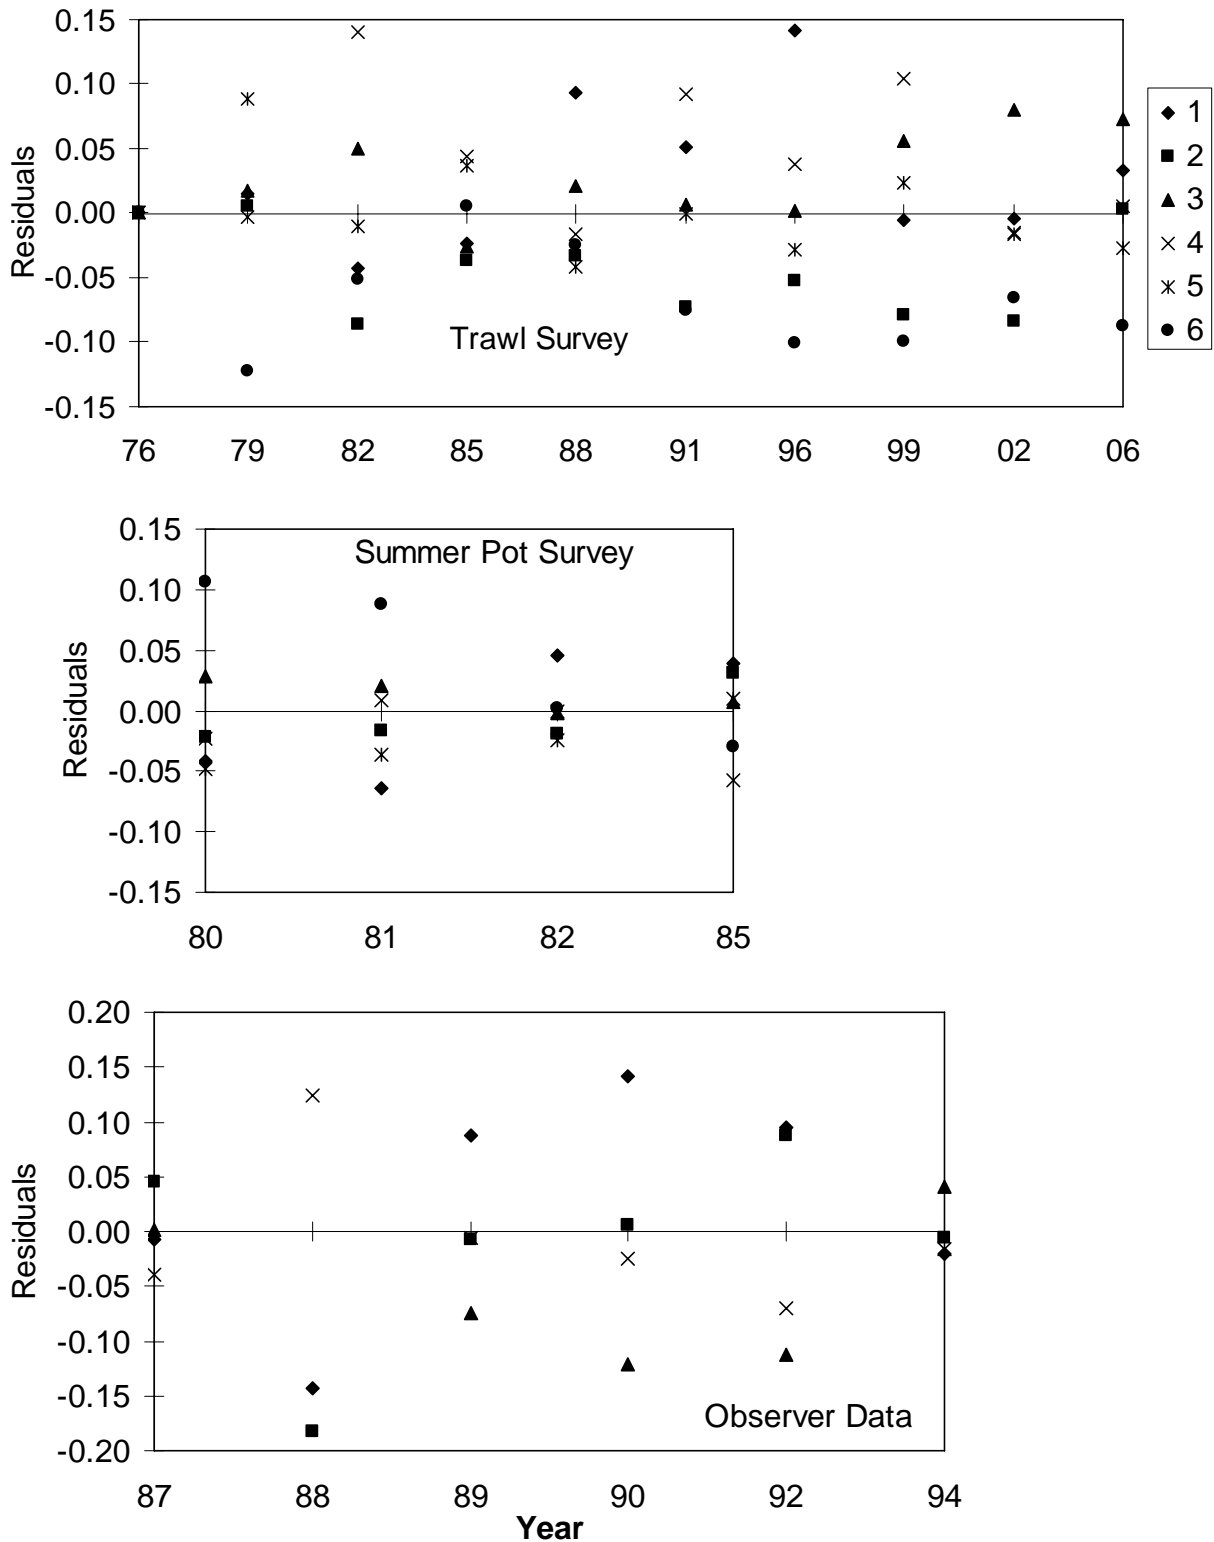 0.15
0.10
0.05
0.00
-0.05
-0.10
-0.15
Residuals
Trawl Survey
76 79 82 85 88 91 96 99 02 06
1
2
3
4
5
6
0.15
0.10
0.05
0.00
-0.05
-0.10
-0.15
Residuals
Summer Pot Survey
80 81 82 85
0.20
0.15
0.10
0.05
0.00
-0.05
-0.10
-0.15
-0.20
Residuals
Observer Data
87 88 89 90 92 94
Year